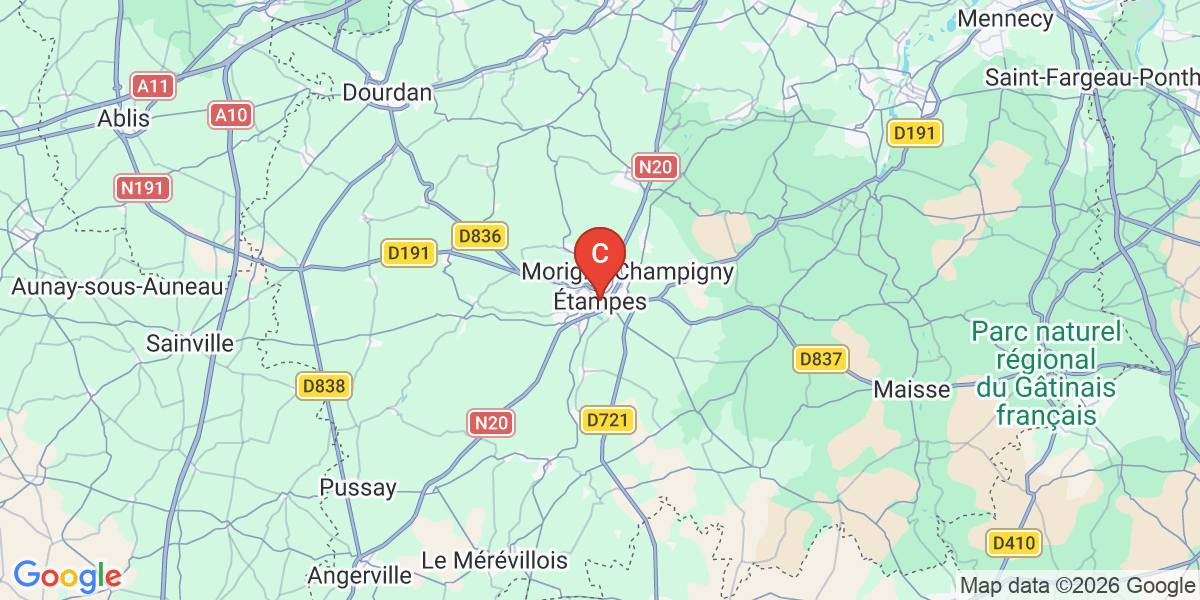 Mennecy
Saint-Fargeau-Ponth
A11
Dourdan
A10
Ablis
D191
N20
N191
D836
D191
C
Morign Champigny
Aunay-sous-Auneau
Étampes
Sainville
Parc naturel
régional
du Gâtinais
français
D837
D838
Maisse
D721
N20
Pussay
D410
Le Mérévillois
Angerville
Google
Map data ©2026 Google